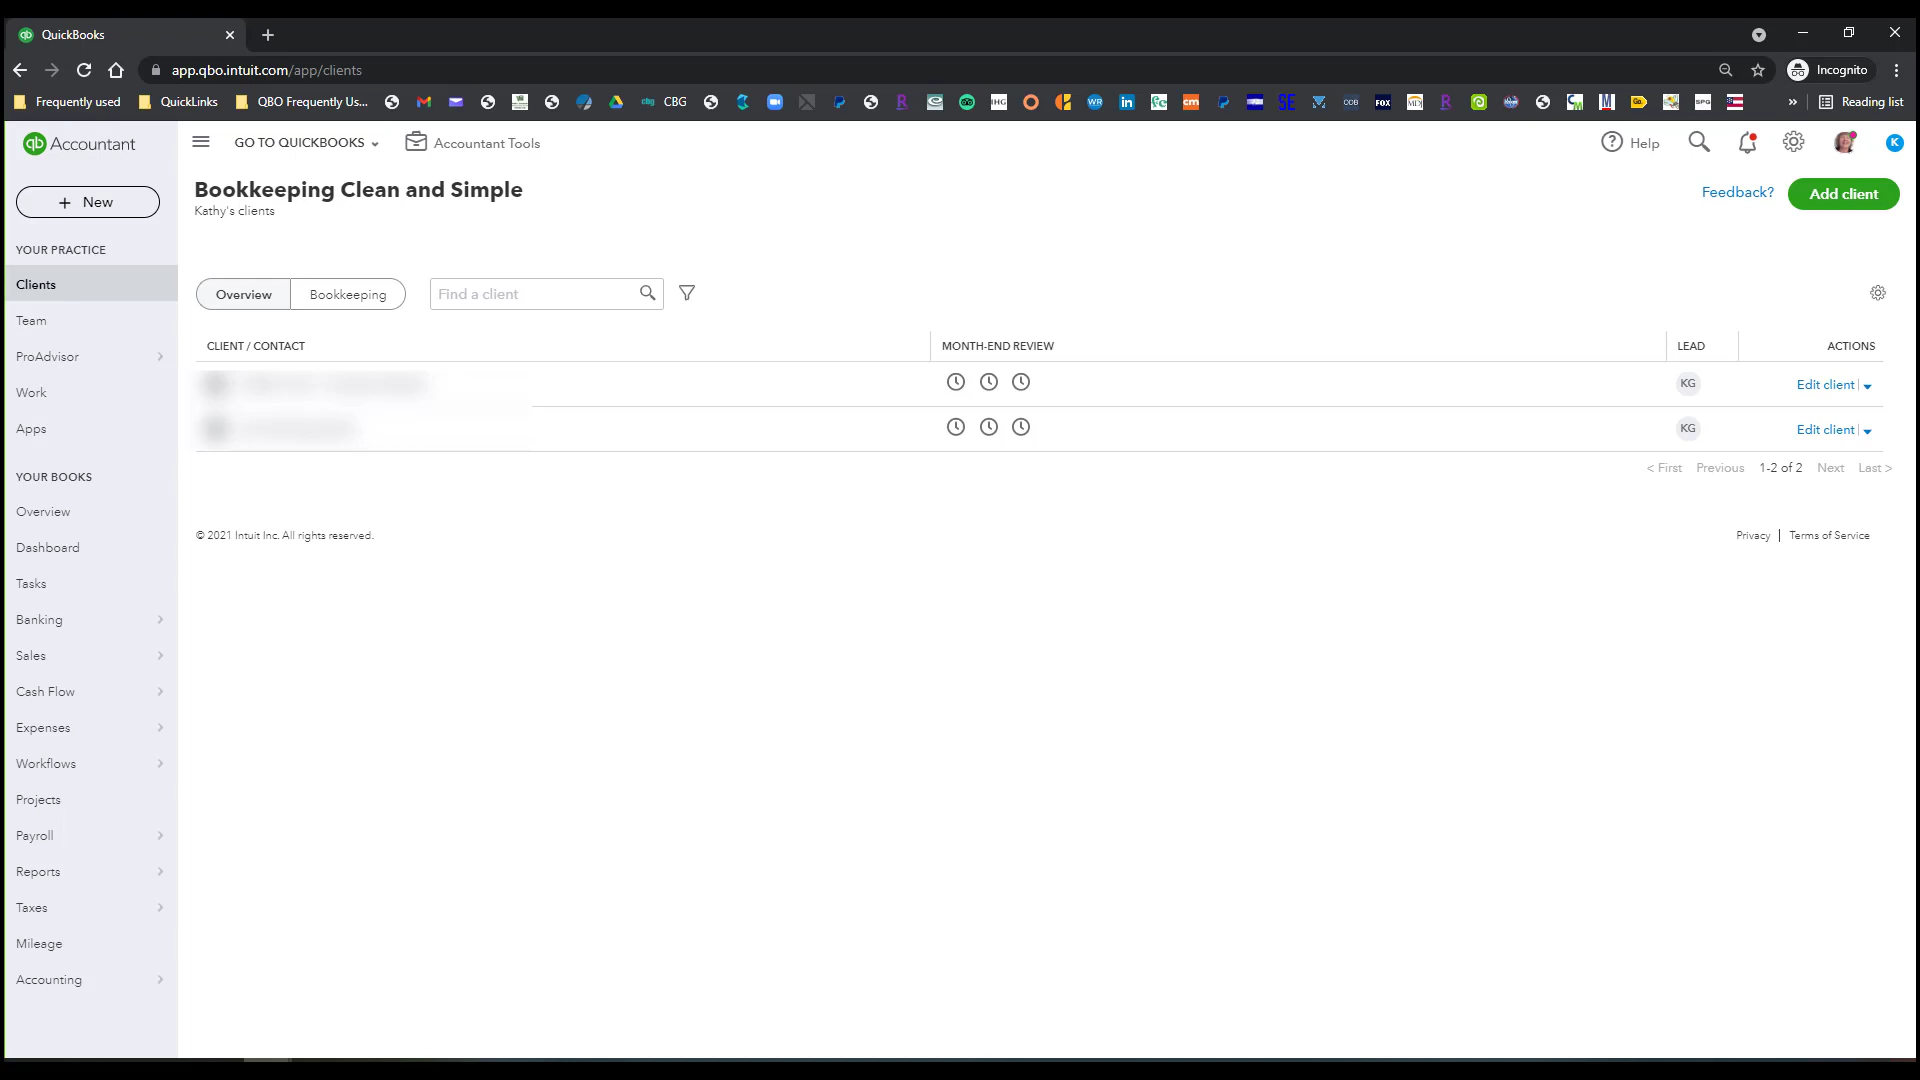 QuickBooks
app.qbo.intuit.com/app/clients
Incognito
Frequently used
QuickLinks
QBO Frequently Us...
CBG
Reading list
qb Accountant
GO TO QUICKBOOKS
Accountant Tools
Help
K
+ New
Bookkeeping Clean and Simple
Kathy's clients
Feedback?
Add client
YOUR PRACTICE
Clients
Team
ProAdvisor
Work
Apps
YOUR BOOKS
Overview
Dashboard
Tasks
Banking
Sales
Cash Flow
Expenses
Workflows
Projects
Payroll
Reports
Taxes
Mileage
Accounting
Overview
Bookkeeping
Find a client
CLIENT / CONTACT
MONTH-END REVIEW
LEAD
ACTIONS
KG
Edit client
KG
Edit client
< First Previous 1-2 of 2 Next Last >
© 2021 Intuit Inc. All rights reserved.
Privacy | Terms of Service